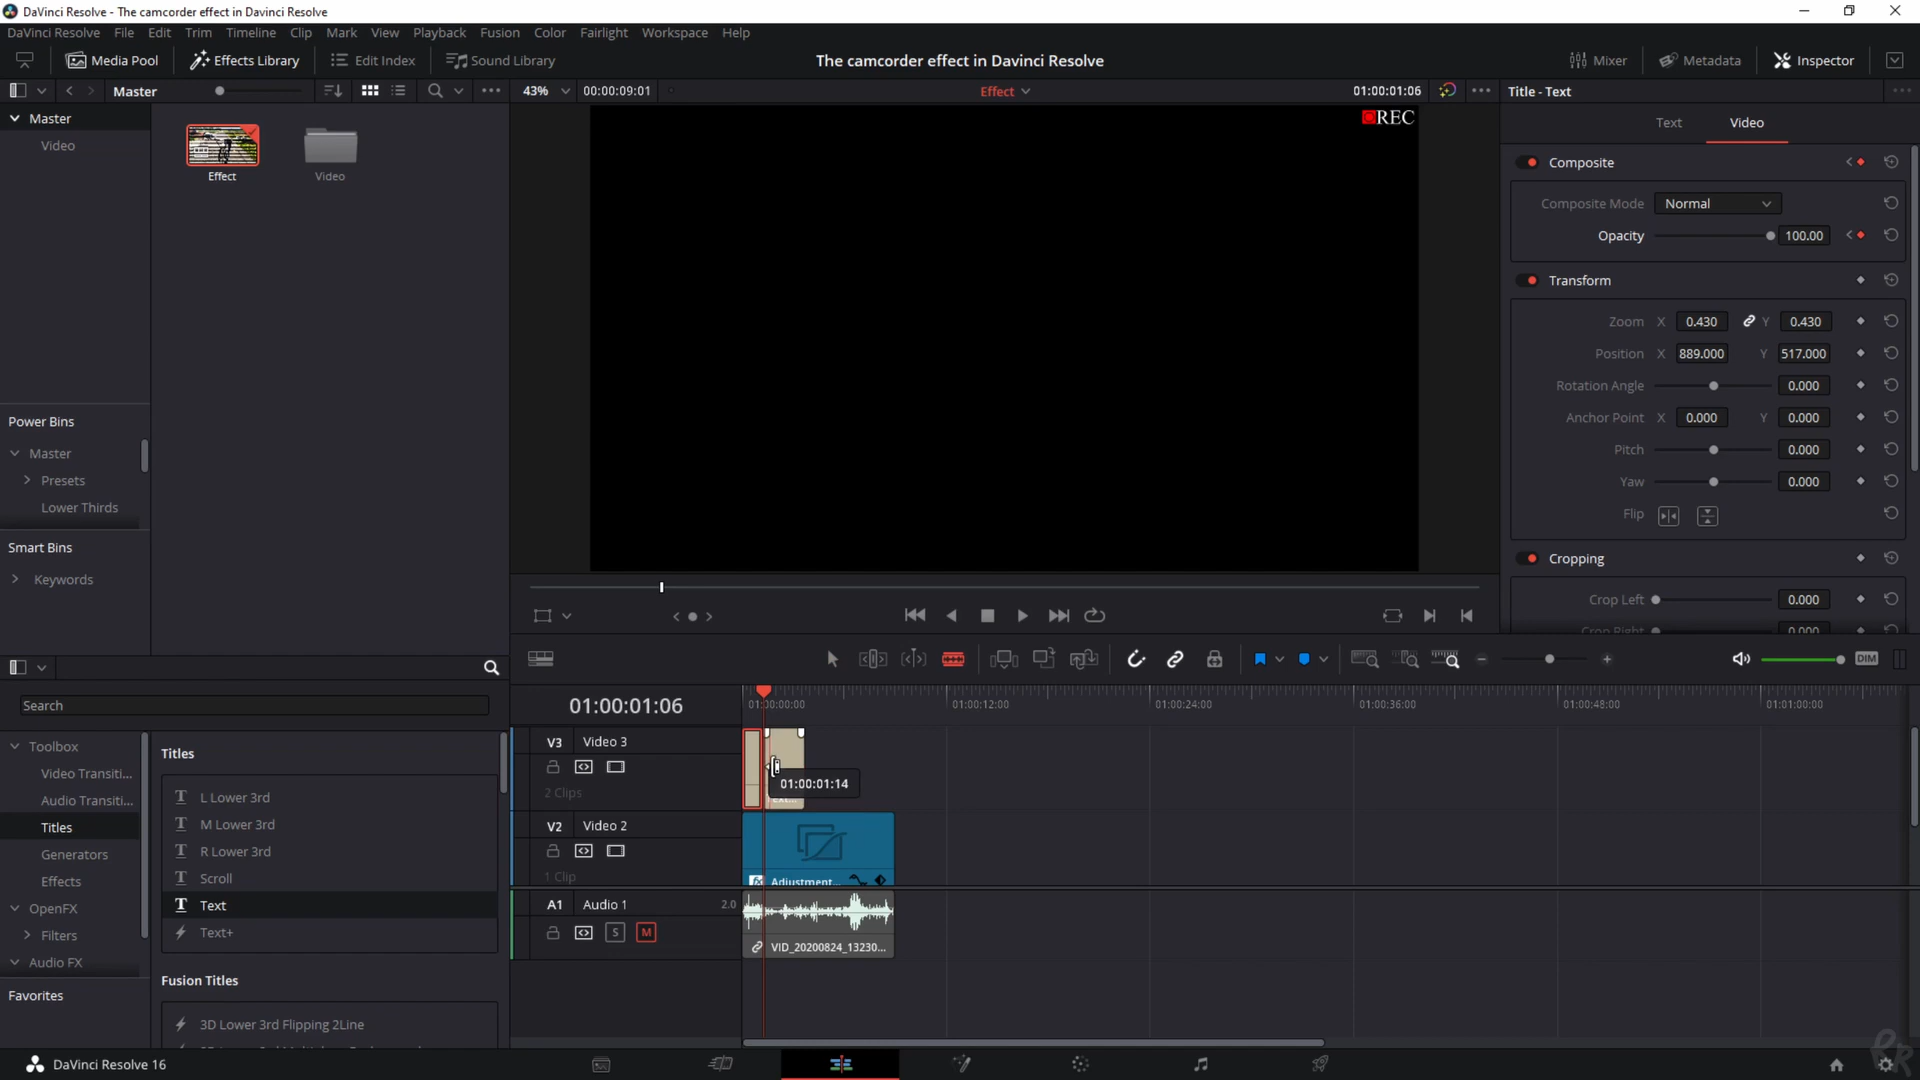 DaVinci Resolve - The camcorder effect in Davinci Resolve
DaVinci Resolve File Edit Trim Timeline Clip Mark View Playback Fusion Color Fairlight Workspace Help
Media Pool Effects Library Edit Index Sound Library The camcorder effect in Davinci Resolve Mixer Metadata Inspector
Master 43% 00:00:09:01 Effect 01:00:01:06 Title - Text
Master
Video
Effect Video
REC
Text Video
Composite
Composite Mode Normal
Opacity 100.00
Transform
Zoom X 0.430 Y 0.430
Position X 889.000 Y 517.000
Rotation Angle 0.000
Anchor Point X 0.000 Y 0.000
Pitch 0.000
Yaw 0.000
Flip
Cropping
Crop Left 0.000
Crop Right 0.000
Power Bins
Master
Presets
Lower Thirds
Smart Bins
Keywords
Search
Toolbox
Video Transiti...
Audio Transiti...
Titles
Generators
Effects
OpenFX
Filters
Audio FX
Favorites
Titles
L Lower 3rd
M Lower 3rd
R Lower 3rd
Scroll
Text
Text+
Fusion Titles
3D Lower 3rd Flipping 2Line
DIM
01:00:01:06 01:00:00:00 01:00:12:00 01:00:24:00 01:00:36:00 01:00:48:00 01:01:00:00
V3 Video 3
2 Clips
01:00:01:14
V2 Video 2
1 Clip
Adjustment...
A1 Audio 1 2.0
S M
VID_20200824_13230...
DaVinci Resolve 16